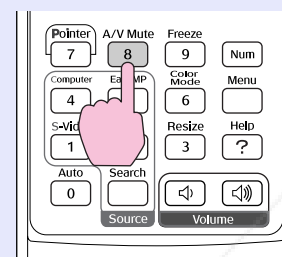 Pointer A/V Mute Freeze
7 8 9 Num
Computer Color Mode Menu
4 6
Resize Help
1 3 ?
Auto Search
0
Source Volume